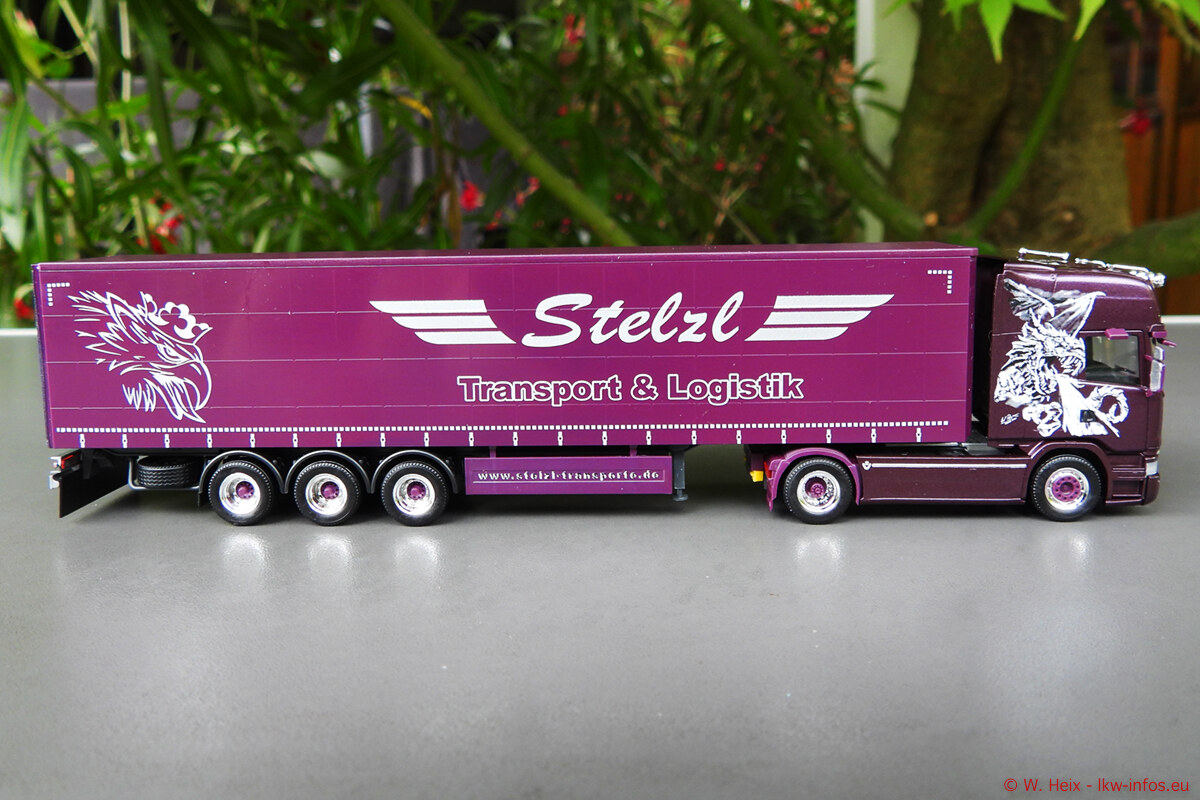 Stelzl
Transport & Logistik
www.stelzl-transporte.de
© W. Heix - lkw-infos.eu